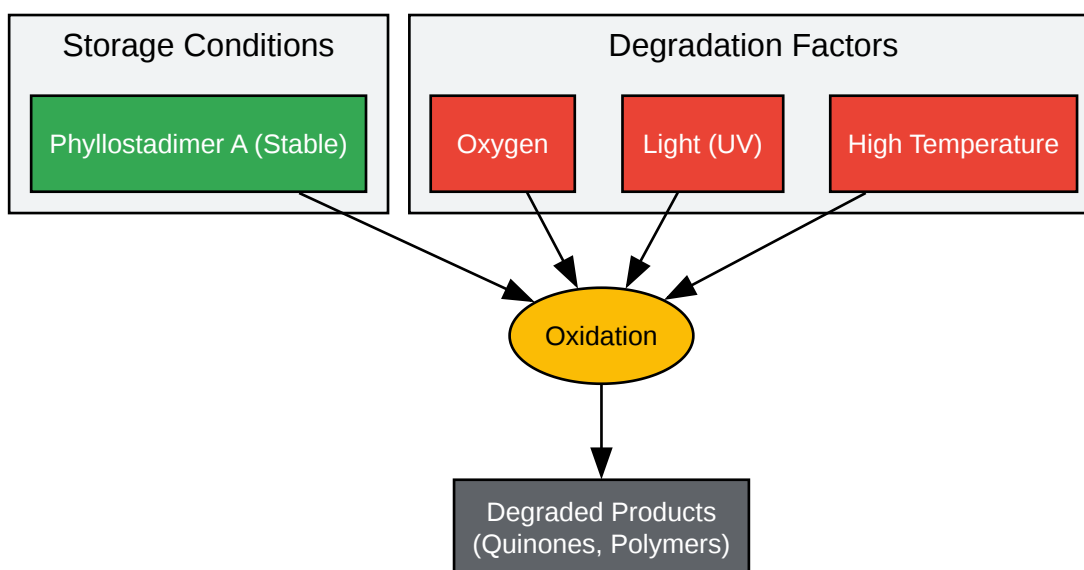 Storage Conditions
Degradation Factors
Phyllostadimer A (Stable)
Oxygen
Light (UV)
High Temperature
Oxidation
Degraded Products
(Quinones, Polymers)